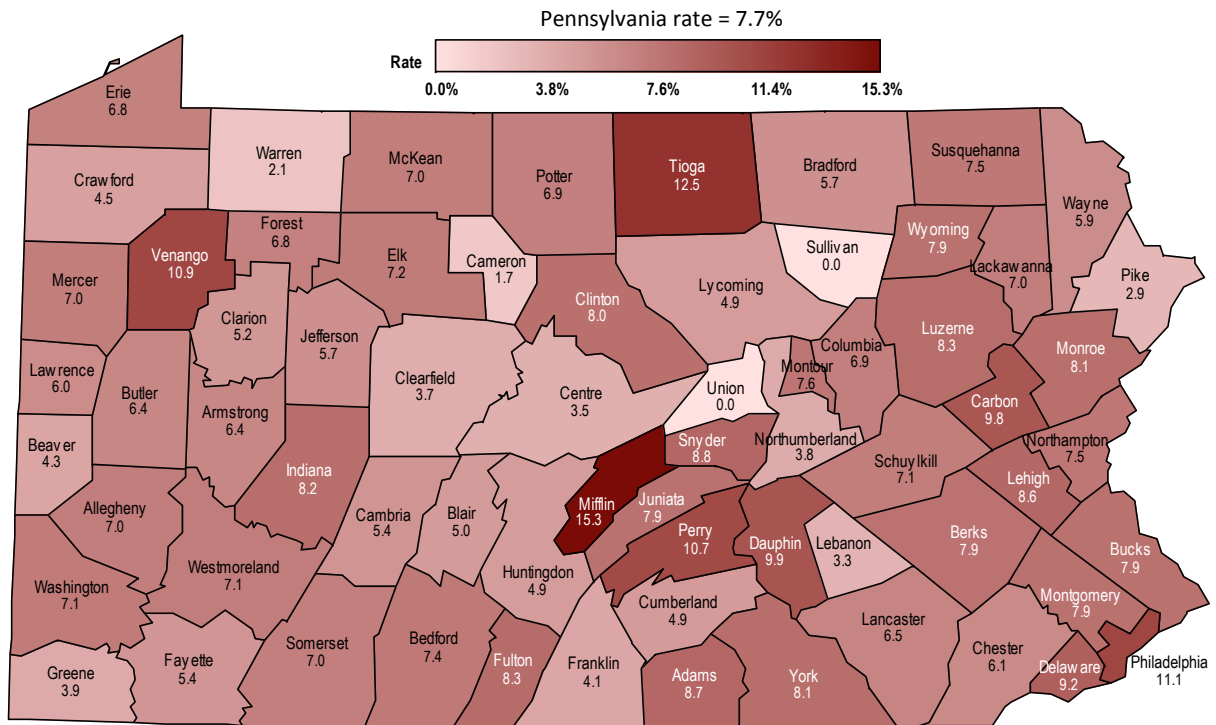 Pennsylvania rate = 7.7%
Rate
0.0% 3.8% 7.6% 11.4% 15.3%
Erie
6.8
Crawford
4.5
Warren
2.1
McKean
7.0
Potter
6.9
Tioga
12.5
Bradford
5.7
Susquehanna
7.5
Wayne
5.9
Mercer
7.0
Venango
10.9
Forest
6.8
Elk
7.2
Cameron
1.7
Clinton
8.0
Lycoming
4.9
Sullivan
0.0
Wyoming
7.9
Lackawanna
7.0
Pike
2.9
Lawrence
6.0
Butler
6.4
Clarion
5.2
Jefferson
5.7
Clearfield
3.7
Centre
3.5
Union
0.0
Montour
7.6
Columbia
6.9
Luzerne
8.3
Monroe
8.1
Carbon
9.8
Beaver
4.3
Armstrong
6.4
Indiana
8.2
Snyder
8.8
Northumberland
3.8
Schuylkill
7.1
Northampton
7.5
Lehigh
8.6
Allegheny
7.0
Westmoreland
7.1
Cambria
5.4
Blair
5.0
Huntingdon
4.9
Mifflin
15.3
Juniata
7.9
Perry
10.7
Dauphin
9.9
Lebanon
3.3
Berks
7.9
Bucks
7.9
Montgomery
7.9
Washington
7.1
Greene
3.9
Fayette
5.4
Somerset
7.0
Bedford
7.4
Fulton
8.3
Franklin
4.1
Cumberland
4.9
Adams
8.7
York
8.1
Lancaster
6.5
Chester
6.1
Delaware
9.2
Philadelphia
11.1